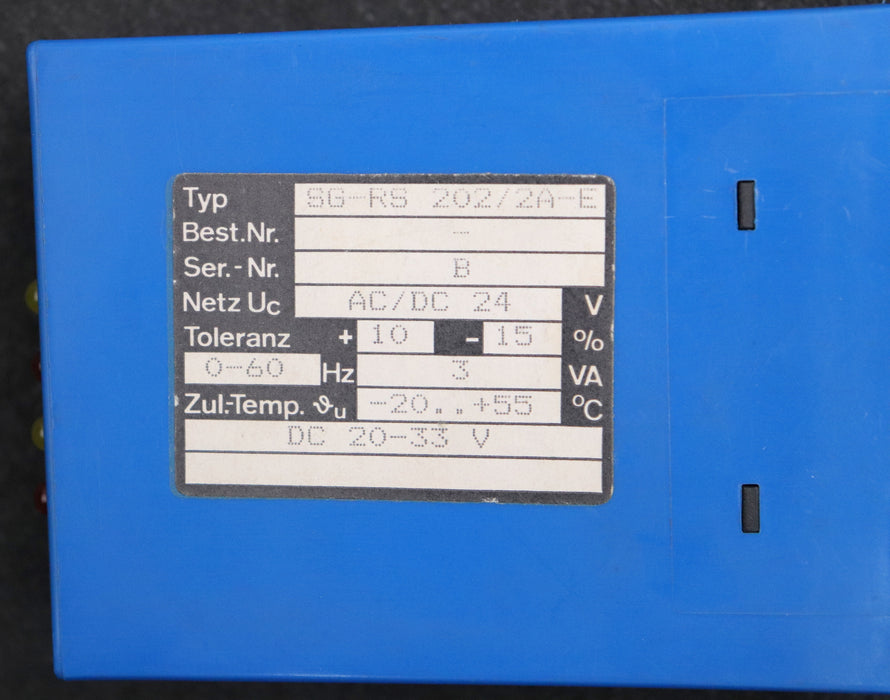 Typ SG-RS 202/2A-E
Best.Nr. -
Ser.-Nr. B
Netz Uc AC/DC 24 V
Toleranz + 10 - 15 %
0-60 Hz 3 VA
Zul.-Temp. ϑu -20..+55 °C
DC 20-33 V